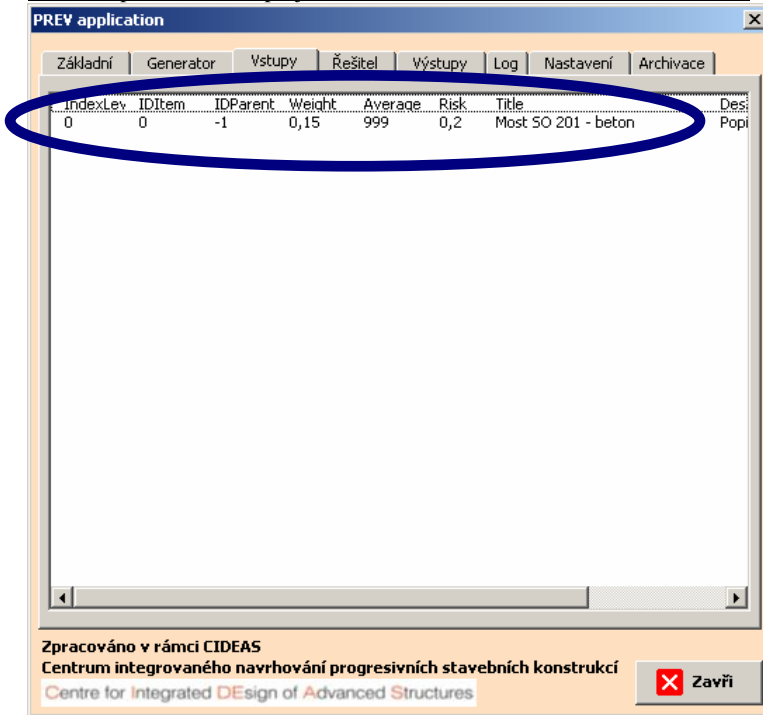 PREV application
Základní Generator Vstupy Řešitel Výstupy Log Nastavení Archivace
IndexLev IDItem IDParent Weight Average Risk Title
0 0 -1 0,15 999 0,2 Most SO 201 - beton Popi
Zpracováno v rámci CIDEAS
Centrum integrovaného navrhování progresivních stavebních konstrukcí
Zavři
Centre for Integrated DEsign of Advanced Structures